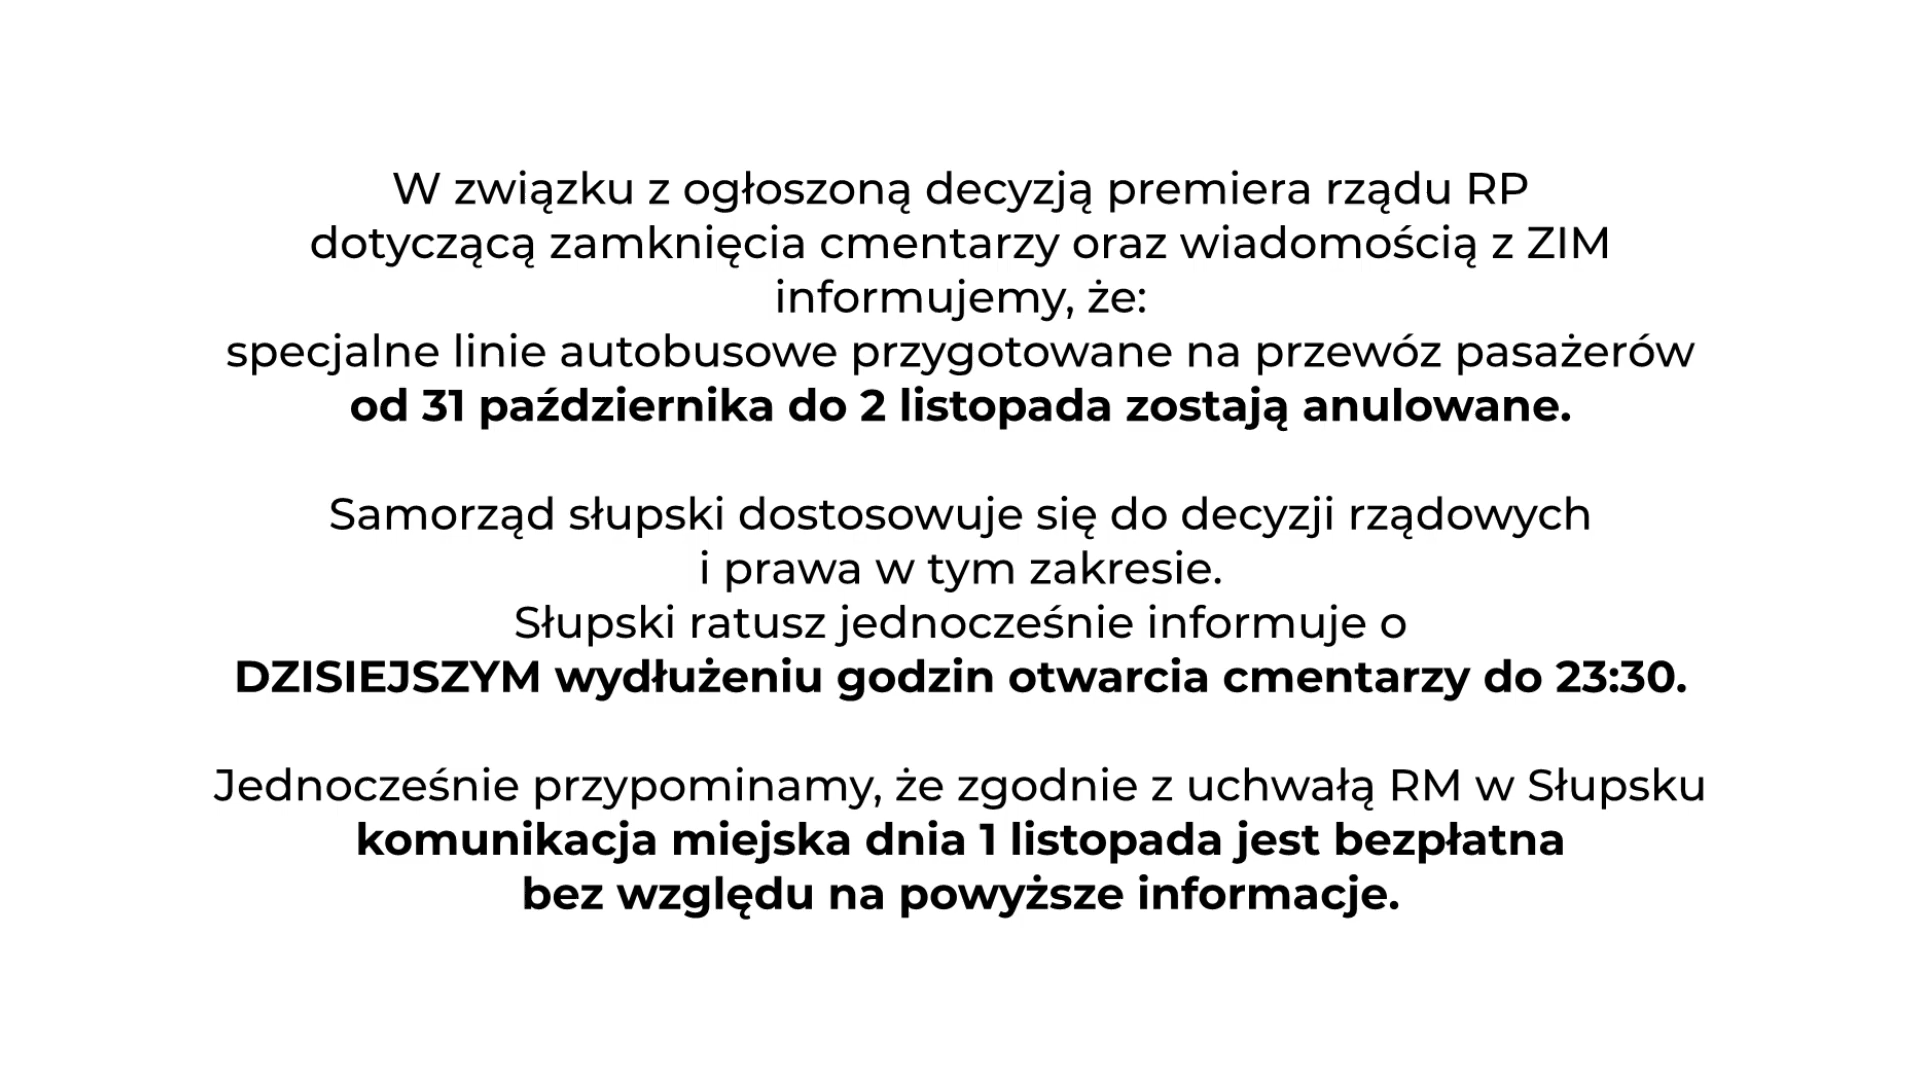 W związku z ogłoszoną decyzją premiera rządu RP
dotyczącą zamknięcia cmentarzy oraz wiadomością z ZIM
informujemy, że:
specjalne linie autobusowe przygotowane na przewóz pasażerów
od 31 października do 2 listopada zostają anulowane.
Samorząd słupski dostosowuje się do decyzji rządowych
i prawa w tym zakresie.
Słupski ratusz jednocześnie informuje o
DZISIEJSZYM wydłużeniu godzin otwarcia cmentarzy do 23:30.
Jednocześnie przypominamy, że zgodnie z uchwałą RM w Słupsku
komunikacja miejska dnia 1 listopada jest bezpłatna
bez względu na powyższe informacje.